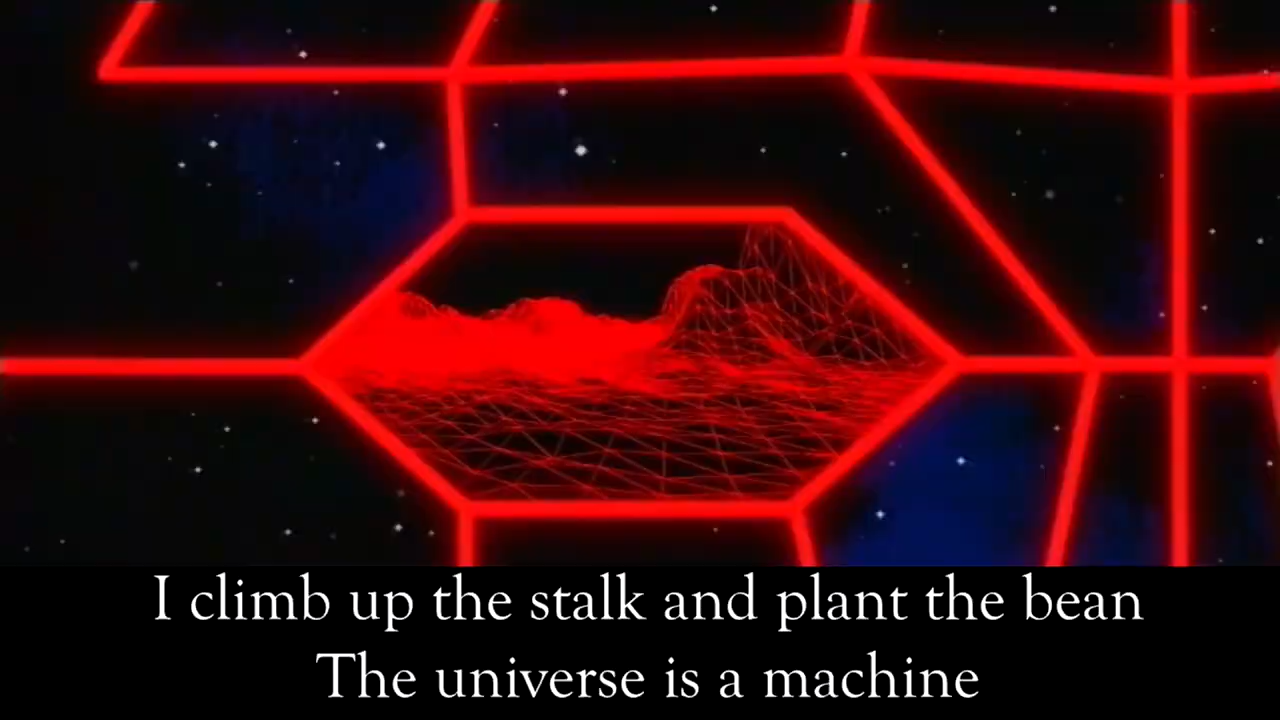 I climb up the stalk and plant the bean
The universe is a machine